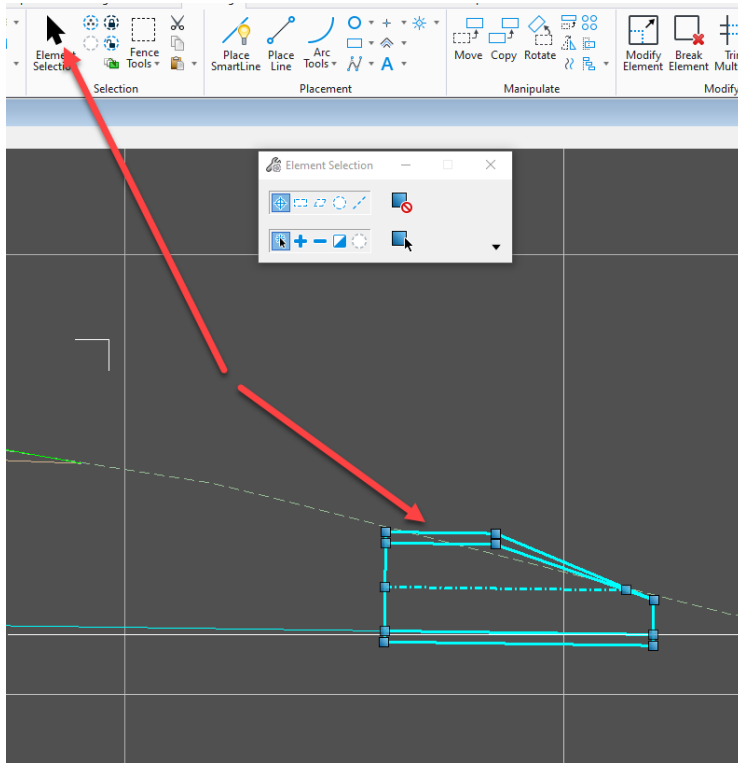 Element
Selection
Fence
Tools
Selection
Place
SmartLine
Place
Line
Arc
Tools
A
Placement
Move
Copy
Rotate
Manipulate
Modify
Element
Break
Element
Element Selection